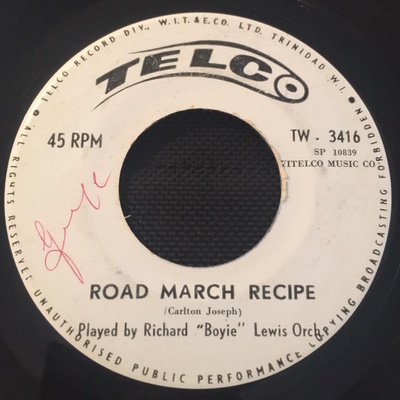 TELCO RECORD DIV., W.I.T. & E.CO. LTD. TRINIDAD W.I.
TELCO
45 RPM
TW - 3416
SP 10839
VITELCO MUSIC CO
ROAD MARCH RECIPE
(Carlton Joseph)
Played by Richard "Boyie" Lewis Orch.
ALL RIGHTS RESERVED UNAUTHORISED PUBLIC PERFORMANCE COPYING BROADCASTING FORBIDDEN